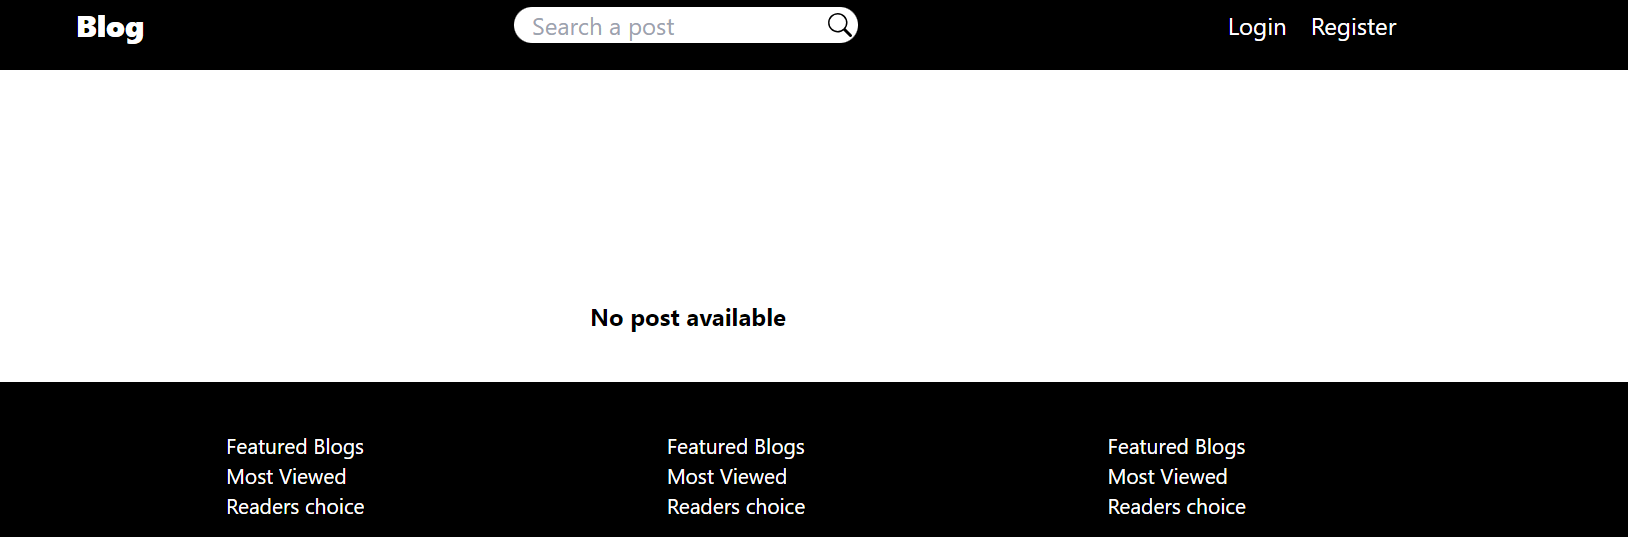 Blog
Search a post
Login Register
No post available
Featured Blogs
Most Viewed
Readers choice
Featured Blogs
Most Viewed
Readers choice
Featured Blogs
Most Viewed
Readers choice